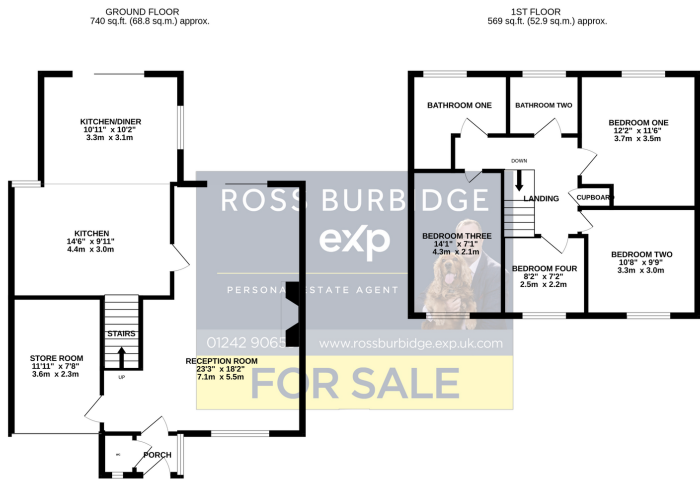 GROUND FLOOR
740 sq.ft. (68.8 sq.m.) approx.
1ST FLOOR
569 sq.ft. (52.9 sq.m.) approx.
KITCHEN/DINER
10'11" x 10'2"
3.3m x 3.1m
KITCHEN
14'6" x 9'11"
4.4m x 3.0m
STAIRS
UP
STORE ROOM
11'11" x 7'8"
3.6m x 2.3m
RECEPTION ROOM
23'3" x 18'2"
7.1m x 5.5m
PORCH
BATHROOM ONE
BATHROOM TWO
BEDROOM ONE
12'2" x 11'6"
3.7m x 3.5m
DOWN
LANDING
CUPBOARD
BEDROOM THREE
14'1" x 7'1"
4.3m x 2.1m
BEDROOM FOUR
8'2" x 7'2"
2.5m x 2.2m
BEDROOM TWO
10'8" x 9'9"
3.3m x 3.0m
ROSS BURBIDGE
exp
ESTATE AGENT
01242 9065
www.rossburbidge.exp.uk.com
FOR SALE